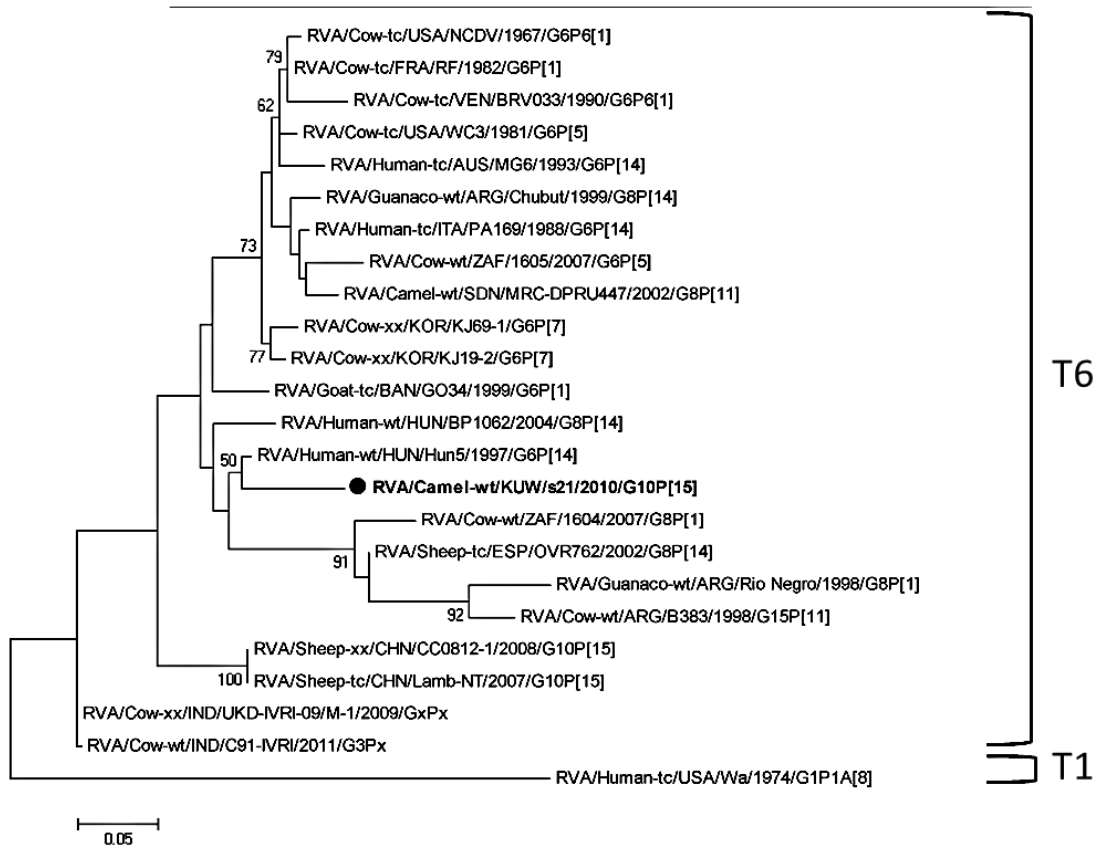 RVA/Cow-tc/USA/NCDV/1967/G6P6[1]
79
RVA/Cow-tc/FRA/RF/1982/G6P[1]
RVA/Cow-tc/VEN/BRV033/1990/G6P6[1]
62
RVA/Cow-tc/USA/WC3/1981/G6P[5]
RVA/Human-tc/AUS/MG6/1993/G6P[14]
RVA/Guanaco-wt/ARG/Chubut/1999/G8P[14]
RVA/Human-tc/ITA/PA169/1988/G6P[14]
73
RVA/Cow-wt/ZAF/1605/2007/G6P[5]
RVA/Camel-wt/SDN/MRC-DPRU447/2002/G8P[11]
RVA/Cow-xx/KOR/KJ69-1/G6P[7]
77
RVA/Cow-xx/KOR/KJ19-2/G6P[7]
T6
RVA/Goat-tc/BAN/GO34/1999/G6P[1]
RVA/Human-wt/HUN/BP1062/2004/G8P[14]
RVA/Human-wt/HUN/Hun5/1997/G6P[14]
50
RVA/Camel-wt/KUW/s21/2010/G10P[15]
RVA/Cow-wt/ZAF/1604/2007/G8P[1]
RVA/Sheep-tc/ESP/OVR762/2002/G8P[14]
91
RVA/Guanaco-wt/ARG/Rio Negro/1998/G8P[1]
92
RVA/Cow-wt/ARG/B383/1998/G15P[11]
RVA/Sheep-xx/CHN/CC0812-1/2008/G10P[15]
100
RVA/Sheep-tc/CHN/Lamb-NT/2007/G10P[15]
RVA/Cow-xx/IND/UKD-IVRI-09/M-1/2009/GxPx
RVA/Cow-wt/IND/C91-IVRI/2011/G3Px
RVA/Human-tc/USA/Wa/1974/G1P1A[8]
T1
0.05